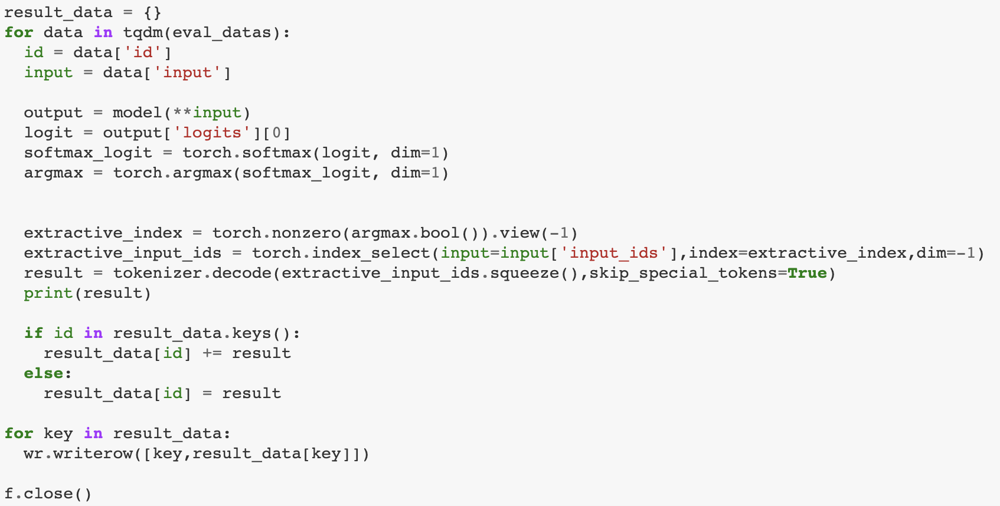 result_data = {}
for data in tqdm(eval_datas):
  id = data['id']
  input = data['input']

  output = model(**input)
  logit = output['logits'][0]
  softmax_logit = torch.softmax(logit, dim=1)
  argmax = torch.argmax(softmax_logit, dim=1)


  extractive_index = torch.nonzero(argmax.bool()).view(-1)
  extractive_input_ids = torch.index_select(input=input['input_ids'],index=extractive_index,dim=-1)
  result = tokenizer.decode(extractive_input_ids.squeeze(),skip_special_tokens=True)
  print(result)

  if id in result_data.keys():
    result_data[id] += result
  else:
    result_data[id] = result

for key in result_data:
  wr.writerow([key,result_data[key]])

f.close()